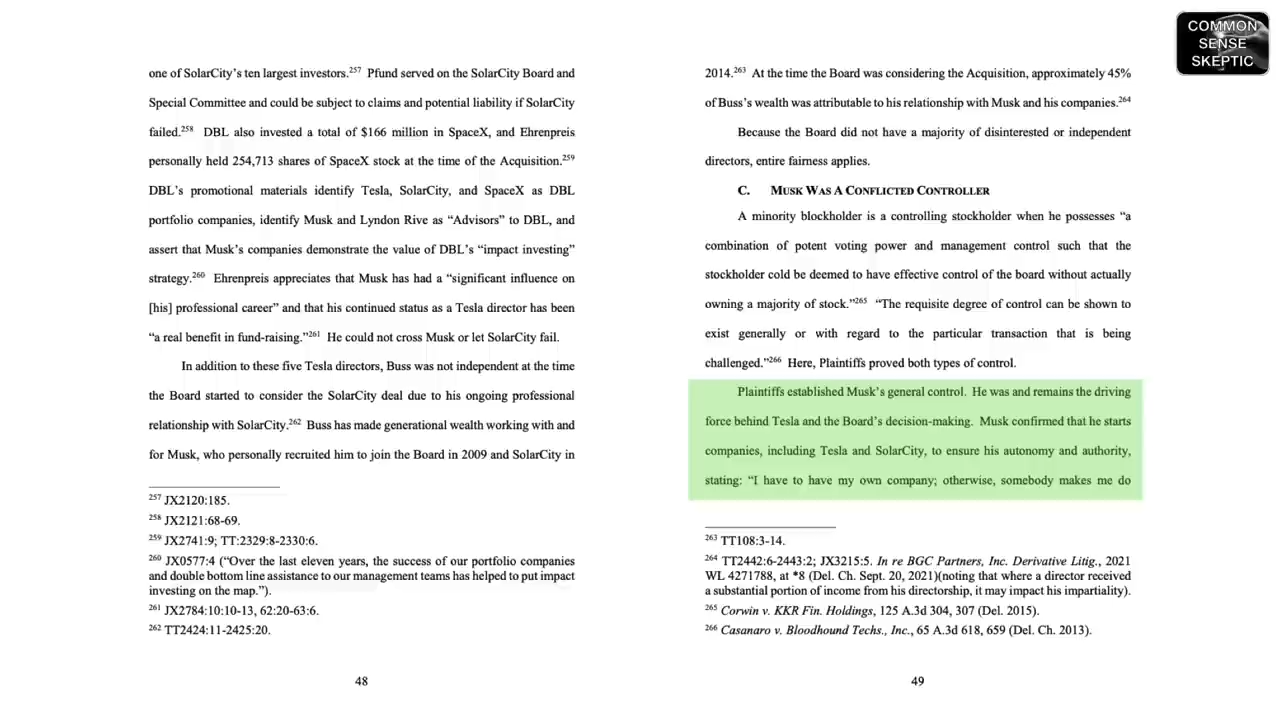 COMMON
SENSE
SKEPTIC
one of SolarCity's ten largest investors.257 Pfund served on the SolarCity Board and
Special Committee and could be subject to claims and potential liability if SolarCity
failed.258 DBL also invested a total of $166 million in SpaceX, and Ehrenpreis
personally held 254,713 shares of SpaceX stock at the time of the Acquisition.259
DBL's promotional materials identify Tesla, SolarCity, and SpaceX as DBL
portfolio companies, identify Musk and Lyndon Rive as “Advisors” to DBL, and
assert that Musk's companies demonstrate the value of DBL's “impact investing”
strategy.260 Ehrenpreis appreciates that Musk has had a “significant influence on
[his] professional career” and that his continued status as a Tesla director has been
“a real benefit in fund-raising.”261 He could not cross Musk or let SolarCity fail.
In addition to these five Tesla directors, Buss was not independent at the time
the Board started to consider the SolarCity deal due to his ongoing professional
relationship with SolarCity.262 Buss has made generational wealth working with and
for Musk, who personally recruited him to join the Board in 2009 and SolarCity in
257 JX2120:185.
258 JX2121:68-69.
259 JX2741:9; TT:2329:8-2330:6.
260 JX0577:4 (“Over the last eleven years, the success of our portfolio companies
and double bottom line assistance to our management teams has helped to put impact
investing on the map.”).
261 JX2784:10:10-13, 62:20-63:6.
262 TT2424:11-2425:20.
48
2014.263 At the time the Board was considering the Acquisition, approximately 45%
of Buss's wealth was attributable to his relationship with Musk and his companies.264
Because the Board did not have a majority of disinterested or independent
directors, entire fairness applies.
C. MUSK WAS A CONFLICTED CONTROLLER
A minority blockholder is a controlling stockholder when he possesses “a
combination of potent voting power and management control such that the
stockholder cold be deemed to have effective control of the board without actually
owning a majority of stock.”265 “The requisite degree of control can be shown to
exist generally or with regard to the particular transaction that is being
challenged.”266 Here, Plaintiffs proved both types of control.
Plaintiffs established Musk's general control. He was and remains the driving
force behind Tesla and the Board's decision-making. Musk confirmed that he starts
companies, including Tesla and SolarCity, to ensure his autonomy and authority,
stating: “I have to have my own company; otherwise, somebody makes me do
263 TT108:3-14.
264 TT2442:6-2443:2; JX3215:5. In re BGC Partners, Inc. Derivative Litig., 2021
WL 4271788, at *8 (Del. Ch. Sept. 20, 2021)(noting that where a director received
a substantial portion of income from his directorship, it may impact his impartiality).
265 Corwin v. KKR Fin. Holdings, 125 A.3d 304, 307 (Del. 2015).
266 Casanaro v. Bloodhound Techs., Inc., 65 A.3d 618, 659 (Del. Ch. 2013).
49